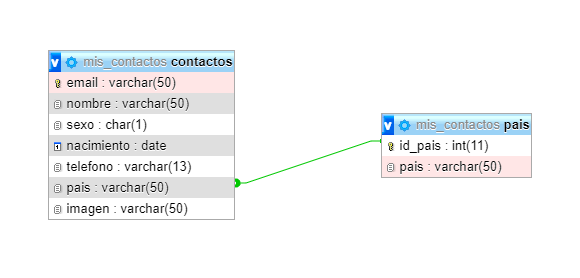 mis_contactos contactos
email : varchar(50)
nombre : varchar(50)
sexo : char(1)
nacimiento : date
telefono : varchar(13)
pais : varchar(50)
imagen : varchar(50)
mis_contactos pais
id_pais : int(11)
pais : varchar(50)